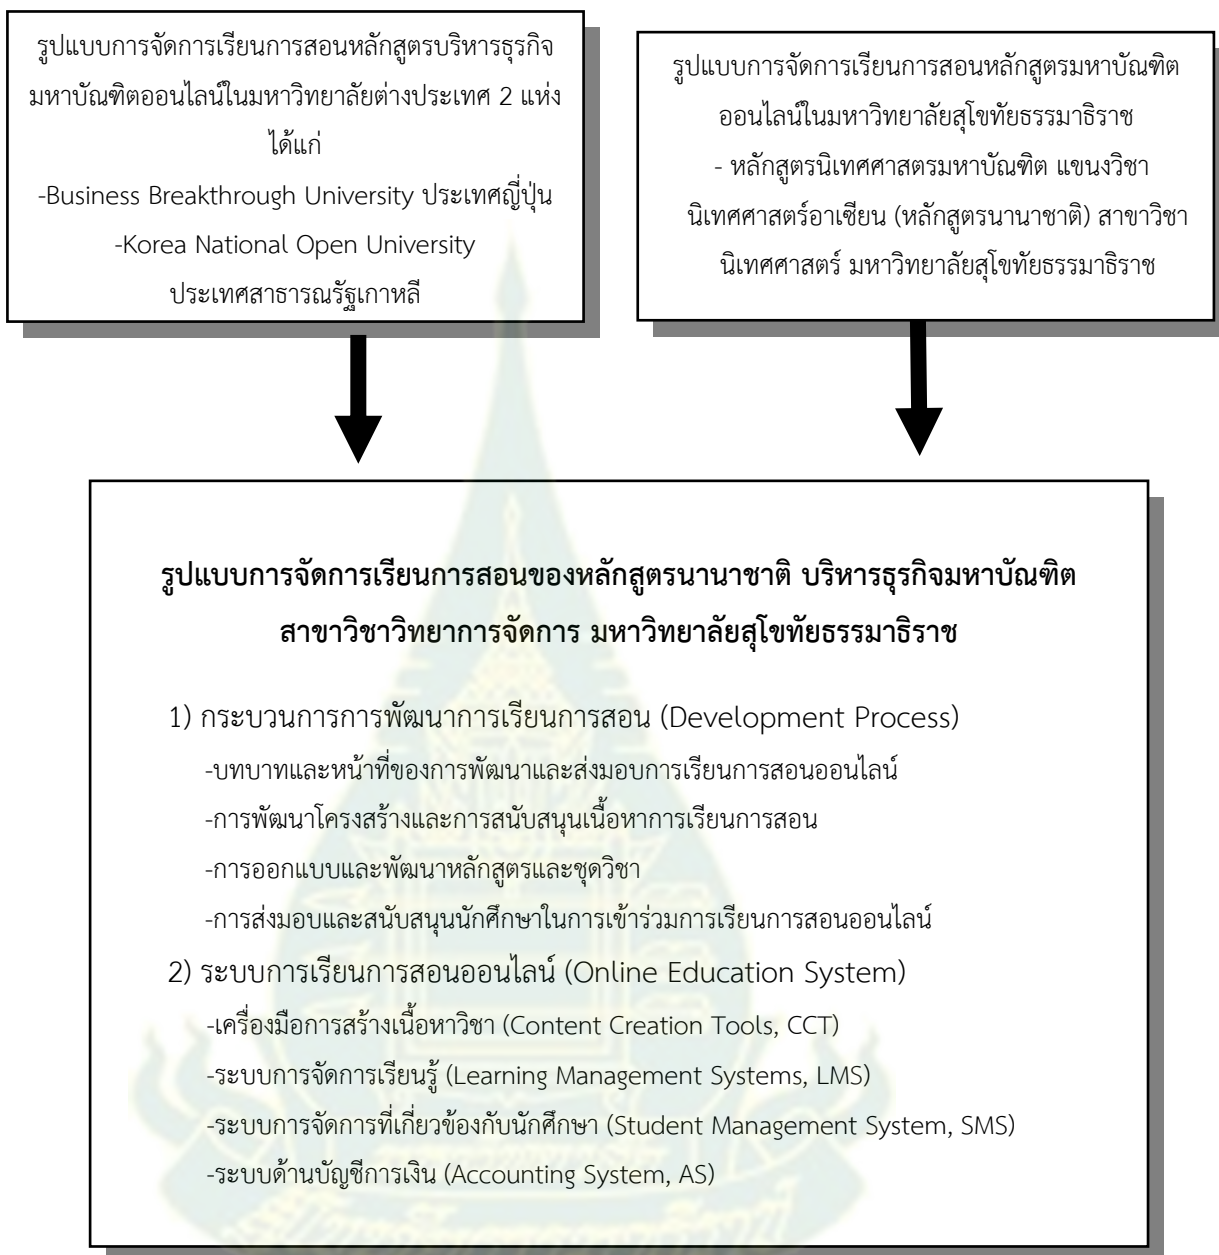 รูปแบบการจัดการเรียนการสอนหลักสูตรบริหารธุรกิจ
มหาบัณฑิตออนไลน์ในมหาวิทยาลัยต่างประเทศ 2 แห่ง
ได้แก่
-Business Breakthrough University ประเทศญี่ปุ่น
-Korea National Open University
ประเทศสาธารณรัฐเกาหลี
รูปแบบการจัดการเรียนการสอนหลักสูตรมหาบัณฑิต
ออนไลน์ในมหาวิทยาลัยสุโขทัยธรรมาธิราช
- หลักสูตรนิเทศศาสตรมหาบัณฑิต แขนงวิชา
นิเทศศาสตร์อาเซียน (หลักสูตรนานาชาติ) สาขาวิชา
นิเทศศาสตร์ มหาวิทยาลัยสุโขทัยธรรมาธิราช
รูปแบบการจัดการเรียนการสอนของหลักสูตรนานาชาติ บริหารธุรกิจมหาบัณฑิต
สาขาวิชาวิทยาการจัดการ มหาวิทยาลัยสุโขทัยธรรมาธิราช
1) กระบวนการการพัฒนาการเรียนการสอน (Development Process)
-บทบาทและหน้าที่ของการพัฒนาและส่งมอบการเรียนการสอนออนไลน์
-การพัฒนาโครงสร้างและการสนับสนุนเนื้อหาการเรียนการสอน
-การออกแบบและพัฒนาหลักสูตรและชุดวิชา
-การส่งมอบและสนับสนุนนักศึกษาในการเข้าร่วมการเรียนการสอนออนไลน์
2) ระบบการเรียนการสอนออนไลน์ (Online Education System)
-เครื่องมือการสร้างเนื้อหาวิชา (Content Creation Tools, CCT)
-ระบบการจัดการเรียนรู้ (Learning Management Systems, LMS)
-ระบบการจัดการที่เกี่ยวข้องกับนักศึกษา (Student Management System, SMS)
-ระบบด้านบัญชีการเงิน (Accounting System, AS)